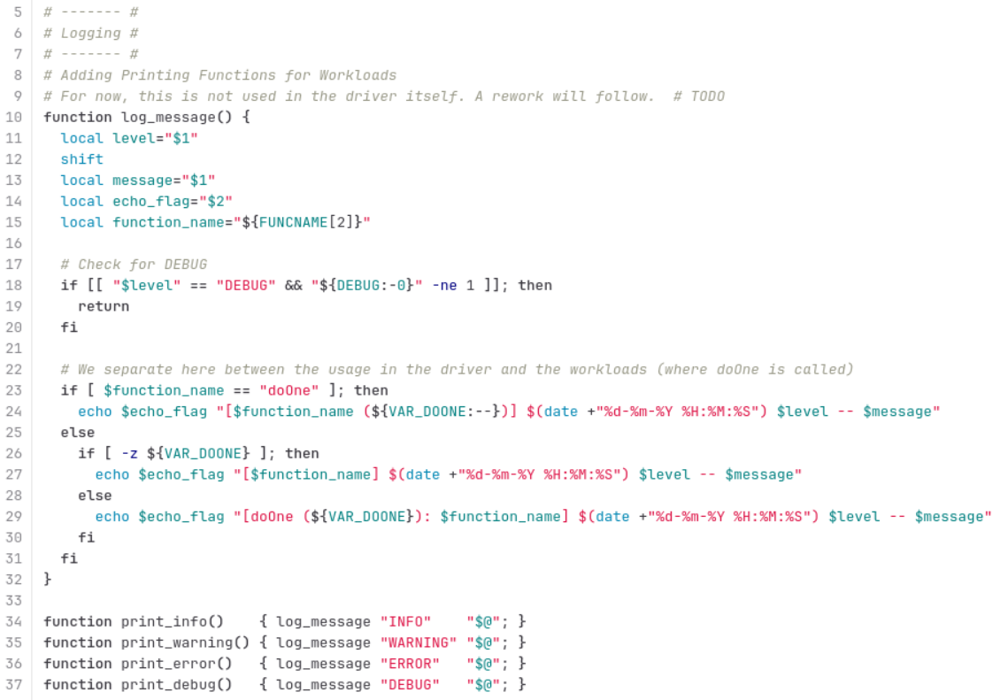 5 # ------- #
6 # Logging #
7 # ------- #
8 # Adding Printing Functions for Workloads
9 # For now, this is not used in the driver itself. A rework will follow.  # TODO
10 function log_message() {
11   local level="$1"
12   shift
13   local message="$1"
14   local echo_flag="$2"
15   local function_name="${FUNCNAME[2]}"
16
17   # Check for DEBUG
18   if [[ "$level" == "DEBUG" && "${DEBUG:-0}" -ne 1 ]]; then
19     return
20   fi
21
22   # We separate here between the usage in the driver and the workloads (where doOne is called)
23   if [ $function_name == "doOne" ]; then
24     echo $echo_flag "[$function_name (${VAR_DOONE:--})] $(date +"%d-%m-%Y %H:%M:%S") $level -- $message"
25   else
26     if [ -z ${VAR_DOONE} ]; then
27       echo $echo_flag "[$function_name] $(date +"%d-%m-%Y %H:%M:%S") $level -- $message"
28     else
29       echo $echo_flag "[doOne (${VAR_DOONE}): $function_name] $(date +"%d-%m-%Y %H:%M:%S") $level -- $message"
30     fi
31   fi
32 }
33
34 function print_info()    { log_message "INFO"    "$@"; }
35 function print_warning() { log_message "WARNING" "$@"; }
36 function print_error()   { log_message "ERROR"   "$@"; }
37 function print_debug()   { log_message "DEBUG"   "$@"; }